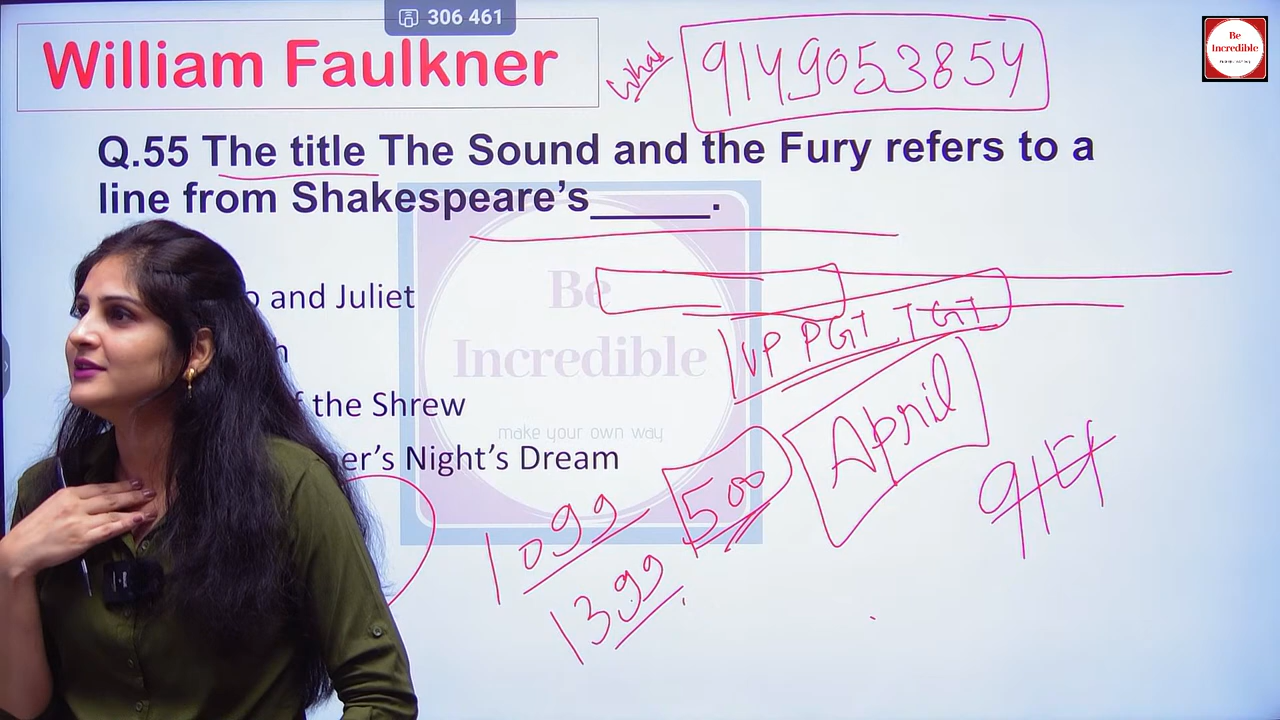 306 461
William Faulkner
What
9149053854
Be
Incredible
Q.55 The title The Sound and the Fury refers to a
line from Shakespeare’s_____.
o and Juliet
h
f the Shrew
er’s Night’s Dream
Be
Incredible
make your own way
UP PGT TGT
April
500
1099
1399